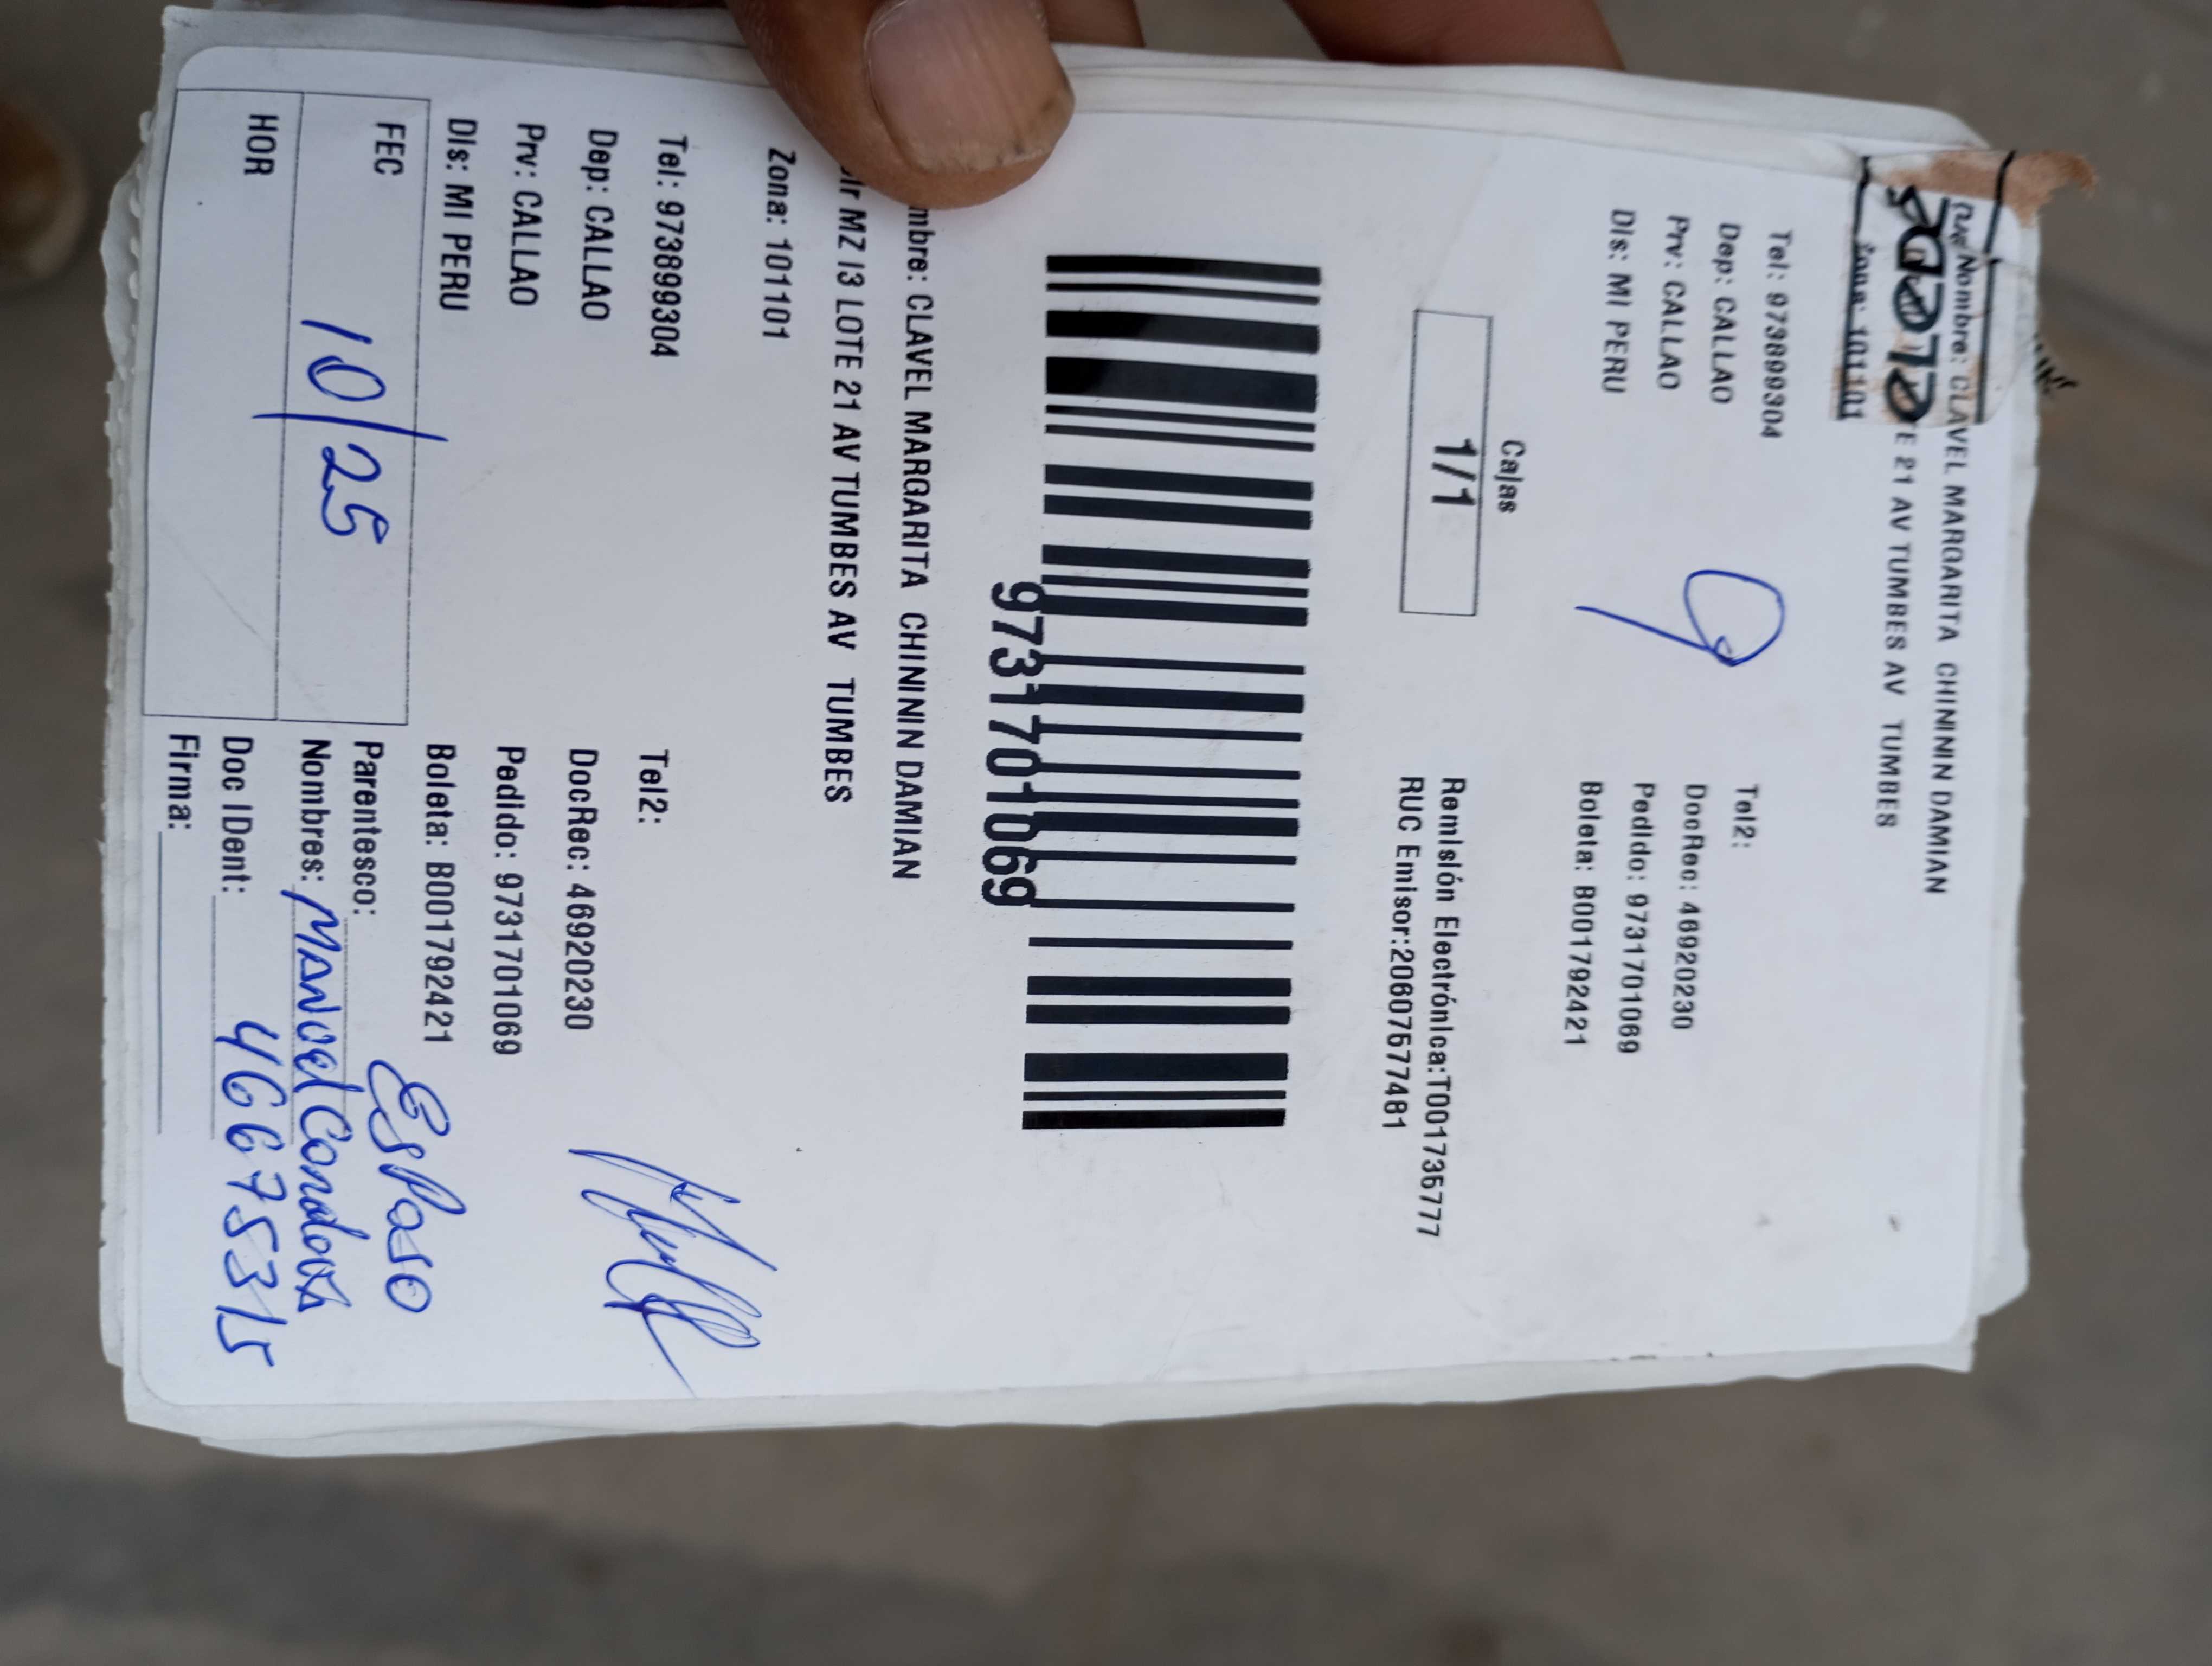 Nombre: CLAVEL MARGARITA CHININ DAMIAN
E 21 AV TUMBES AV TUMBES
Zona: 101101
Tel: 973899304
Tel2:
Dep: CALLAO
DocRec: 46920230
Prv: CALLAO
Pedido: 9731701069
Dis: MI PERU
Boleta: B001792421
Cajas
1/1
Remisión Electrónica:T001735777
RUC Emisor:20607577481
9731701069
mbre: CLAVEL MARGARITA CHININ DAMIAN
Dir MZ I3 LOTE 21 AV TUMBES AV TUMBES
Zona: 101101
Tel: 973899304
Tel2:
Dep: CALLAO
DocRec: 46920230
Prv: CALLAO
Pedido: 9731701069
Dis: MI PERU
Boleta: B001792421
FEC 10/25
Parentesco: Esposo
Nombres: Manuel Condora
HOR
Doc IDent: 46675315
Firma: